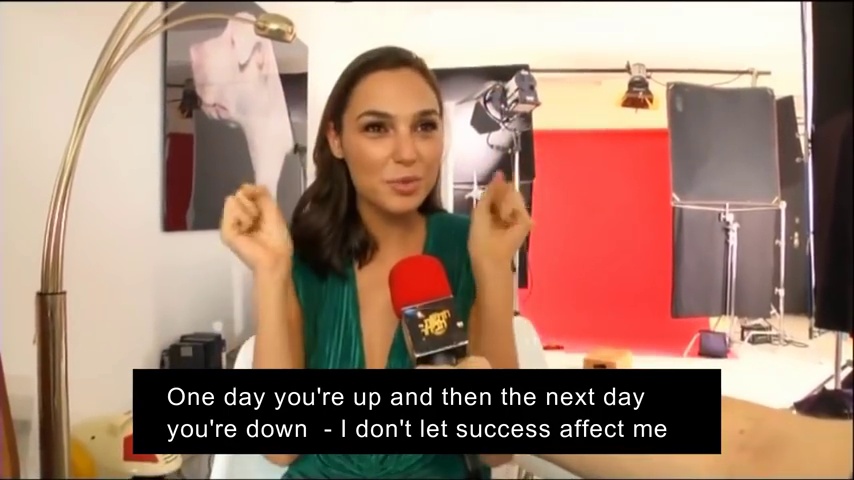 One day you're up and then the next day
you're down  - I don't let success affect me